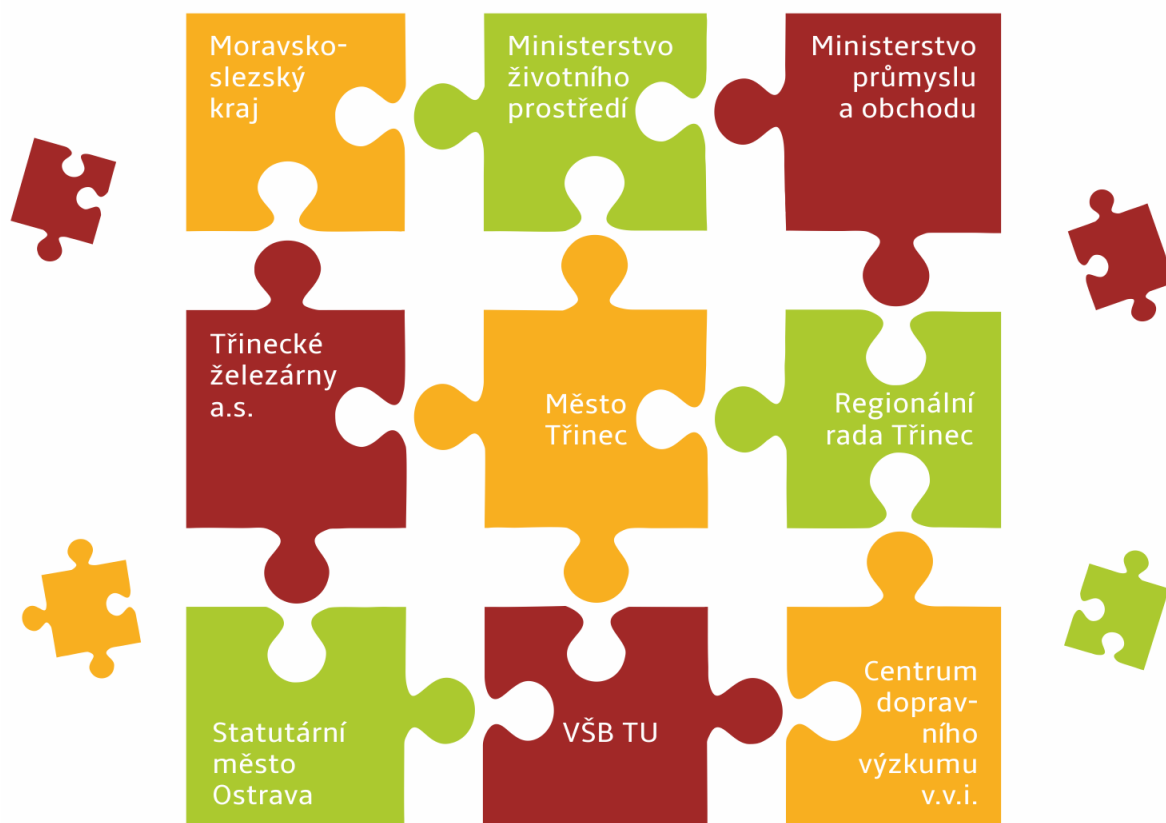 Moravsko-
slezský
kraj
Ministerstvo
životního
prostředí
Ministerstvo
průmyslu
a obchodu
Třinecké
železárny
a.s.
Město
Třinec
Regionální
rada Třinec
Statutární
město
Ostrava
VŠB TU
Centrum
doprav-
ního
výzkumu
v.v.i.